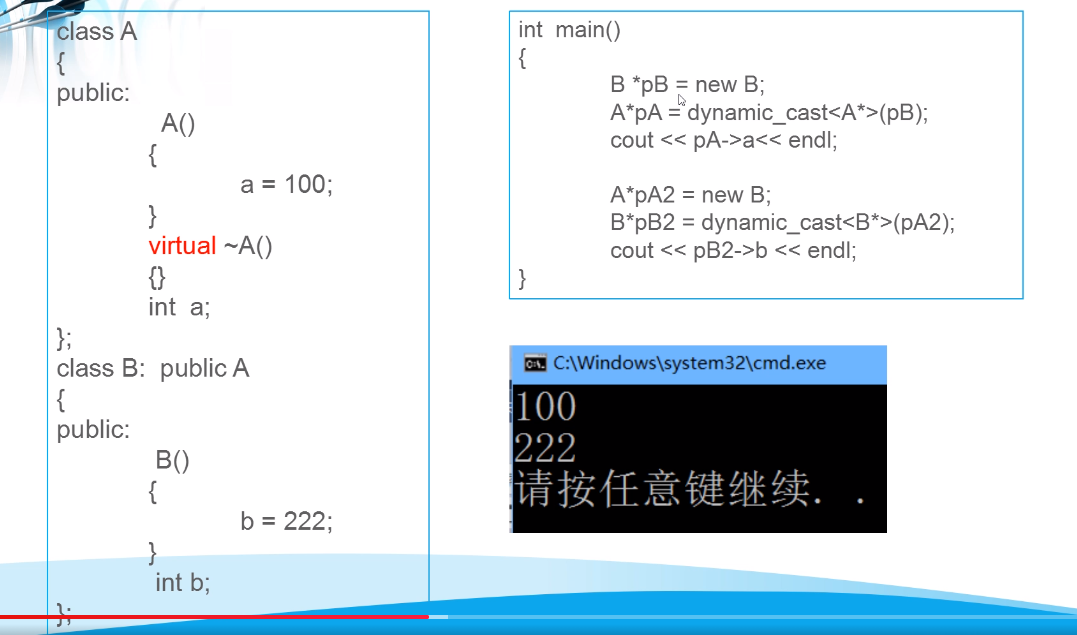 class A
{
public:
A()
{
a = 100;
}
virtual ~A()
{}
int  a;
};
class B:  public A
{
public:
B()
{
b = 222;
}
int b;
};
int  main()
{
B *pB = new B;
A*pA = dynamic_cast<A*>(pB);
cout << pA->a<< endl;
A*pA2 = new B;
B*pB2 = dynamic_cast<B*>(pA2);
cout << pB2->b << endl;
}
C:\Windows\system32\cmd.exe
100
222
请按任意键继续. .